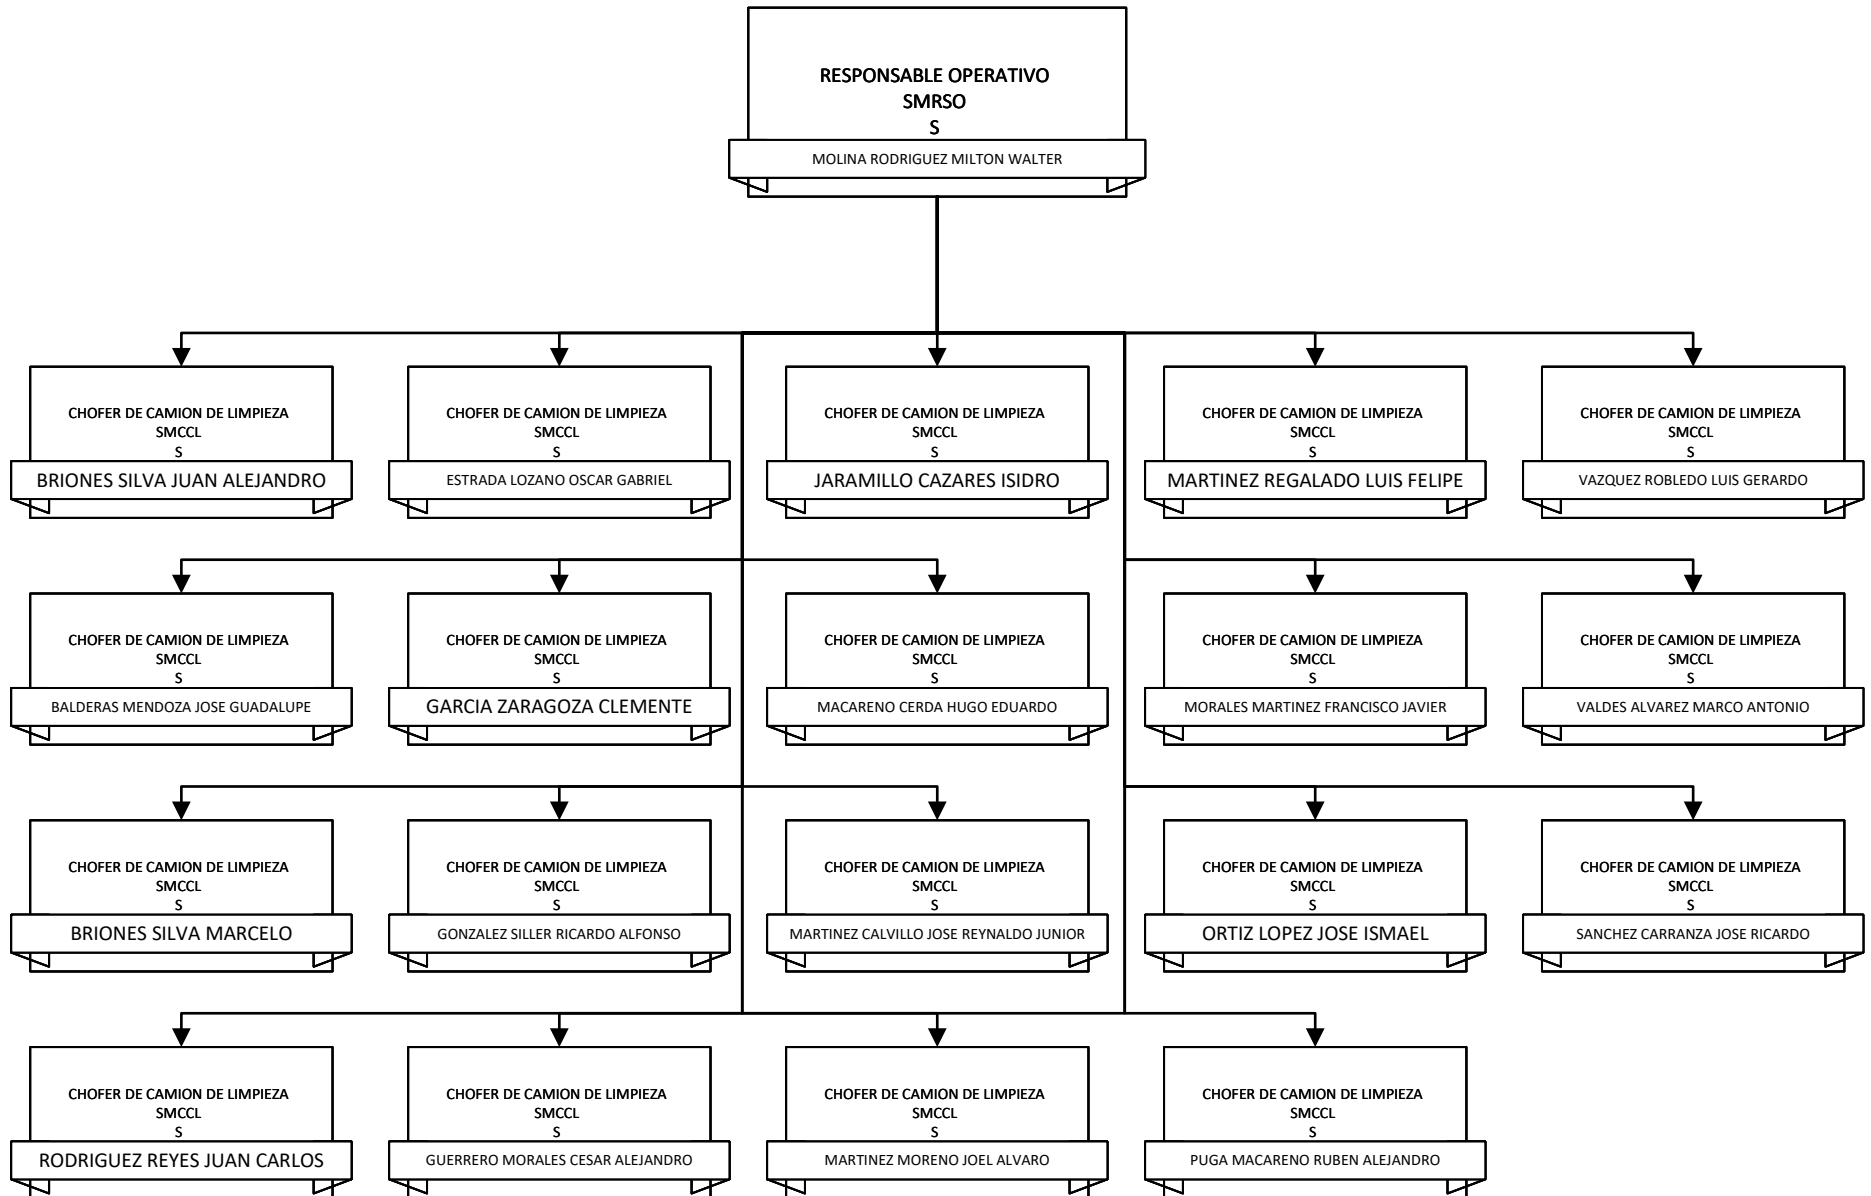 RESPONSABLE OPERATIVO
SMRSO
S
MOLINA RODRIGUEZ MILTON WALTER
CHOFER DE CAMION DE LIMPIEZA
SMCCL
S
BRIONES SILVA JUAN ALEJANDRO
CHOFER DE CAMION DE LIMPIEZA
SMCCL
S
ESTRADA LOZANO OSCAR GABRIEL
CHOFER DE CAMION DE LIMPIEZA
SMCCL
S
JARAMILLO CAZARES ISIDRO
CHOFER DE CAMION DE LIMPIEZA
SMCCL
S
MARTINEZ REGALADO LUIS FELIPE
CHOFER DE CAMION DE LIMPIEZA
SMCCL
S
VAZQUEZ ROBLEDO LUIS GERARDO
CHOFER DE CAMION DE LIMPIEZA
SMCCL
S
BALDERAS MENDOZA JOSE GUADALUPE
CHOFER DE CAMION DE LIMPIEZA
SMCCL
S
GARCIA ZARAGOZA CLEMENTE
CHOFER DE CAMION DE LIMPIEZA
SMCCL
S
MACARENO CERDA HUGO EDUARDO
CHOFER DE CAMION DE LIMPIEZA
SMCCL
S
MORALES MARTINEZ FRANCISCO JAVIER
CHOFER DE CAMION DE LIMPIEZA
SMCCL
S
VALDES ALVAREZ MARCO ANTONIO
CHOFER DE CAMION DE LIMPIEZA
SMCCL
S
BRIONES SILVA MARCELO
CHOFER DE CAMION DE LIMPIEZA
SMCCL
S
GONZALEZ SILLER RICARDO ALFONSO
CHOFER DE CAMION DE LIMPIEZA
SMCCL
S
MARTINEZ CALVILLO JOSE REYNALDO JUNIOR
CHOFER DE CAMION DE LIMPIEZA
SMCCL
S
ORTIZ LOPEZ JOSE ISMAEL
CHOFER DE CAMION DE LIMPIEZA
SMCCL
S
SANCHEZ CARRANZA JOSE RICARDO
CHOFER DE CAMION DE LIMPIEZA
SMCCL
S
RODRIGUEZ REYES JUAN CARLOS
CHOFER DE CAMION DE LIMPIEZA
SMCCL
S
GUERRERO MORALES CESAR ALEJANDRO
CHOFER DE CAMION DE LIMPIEZA
SMCCL
S
MARTINEZ MORENO JOEL ALVARO
CHOFER DE CAMION DE LIMPIEZA
SMCCL
S
PUGA MACARENO RUBEN ALEJANDRO